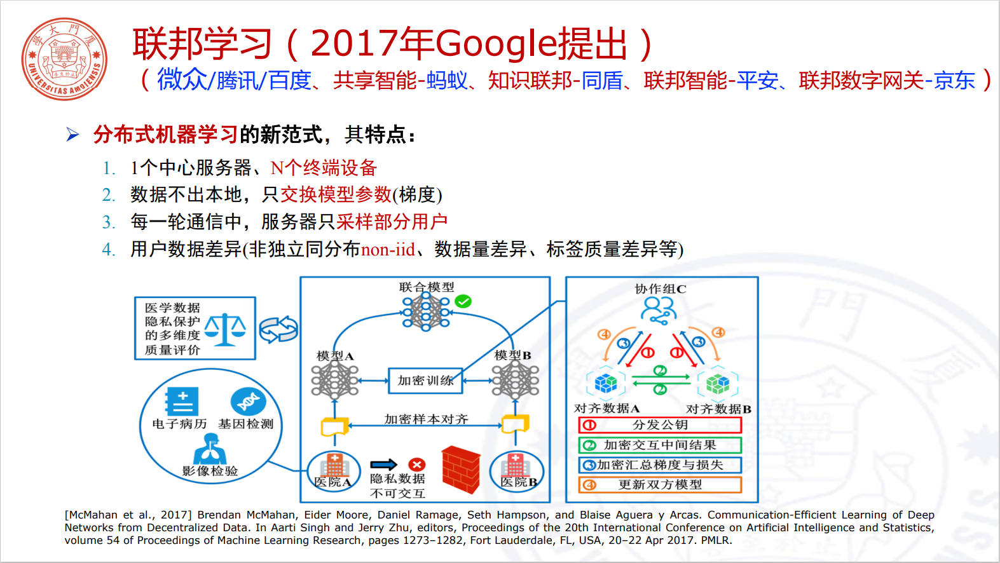 學大門厦
UNIVERSITAS AMOIENSIS
联邦学习（2017年Google提出）
（微众/腾讯/百度、共享智能-蚂蚁、知识联邦-同盾、联邦智能-平安、联邦数字网关-京东）
➢ 分布式机器学习的新范式，其特点：
1. 1个中心服务器、N个终端设备
2. 数据不出本地，只交换模型参数(梯度)
3. 每一轮通信中，服务器只采样部分用户
4. 用户数据差异(非独立同分布non-iid、数据量差异、标签质量差异等)
医学数据
隐私保护
的多维度
质量评价
电子病历
基因检测
影像检验
联合模型
模型A
模型B
加密训练
加密样本对齐
医院A
隐私数据
不可交互
医院B
协作组C
④
③
①
①
③
④
②
②
对齐数据A
对齐数据B
① 分发公钥
② 加密交互中间结果
③加密汇总梯度与损失
④ 更新双方模型
[McMahan et al., 2017] Brendan McMahan, Eider Moore, Daniel Ramage, Seth Hampson, and Blaise Aguera y Arcas. Communication-Efficient Learning of Deep
Networks from Decentralized Data. In Aarti Singh and Jerry Zhu, editors, Proceedings of the 20th International Conference on Artificial Intelligence and Statistics,
volume 54 of Proceedings of Machine Learning Research, pages 1273–1282, Fort Lauderdale, FL, USA, 20–22 Apr 2017. PMLR.